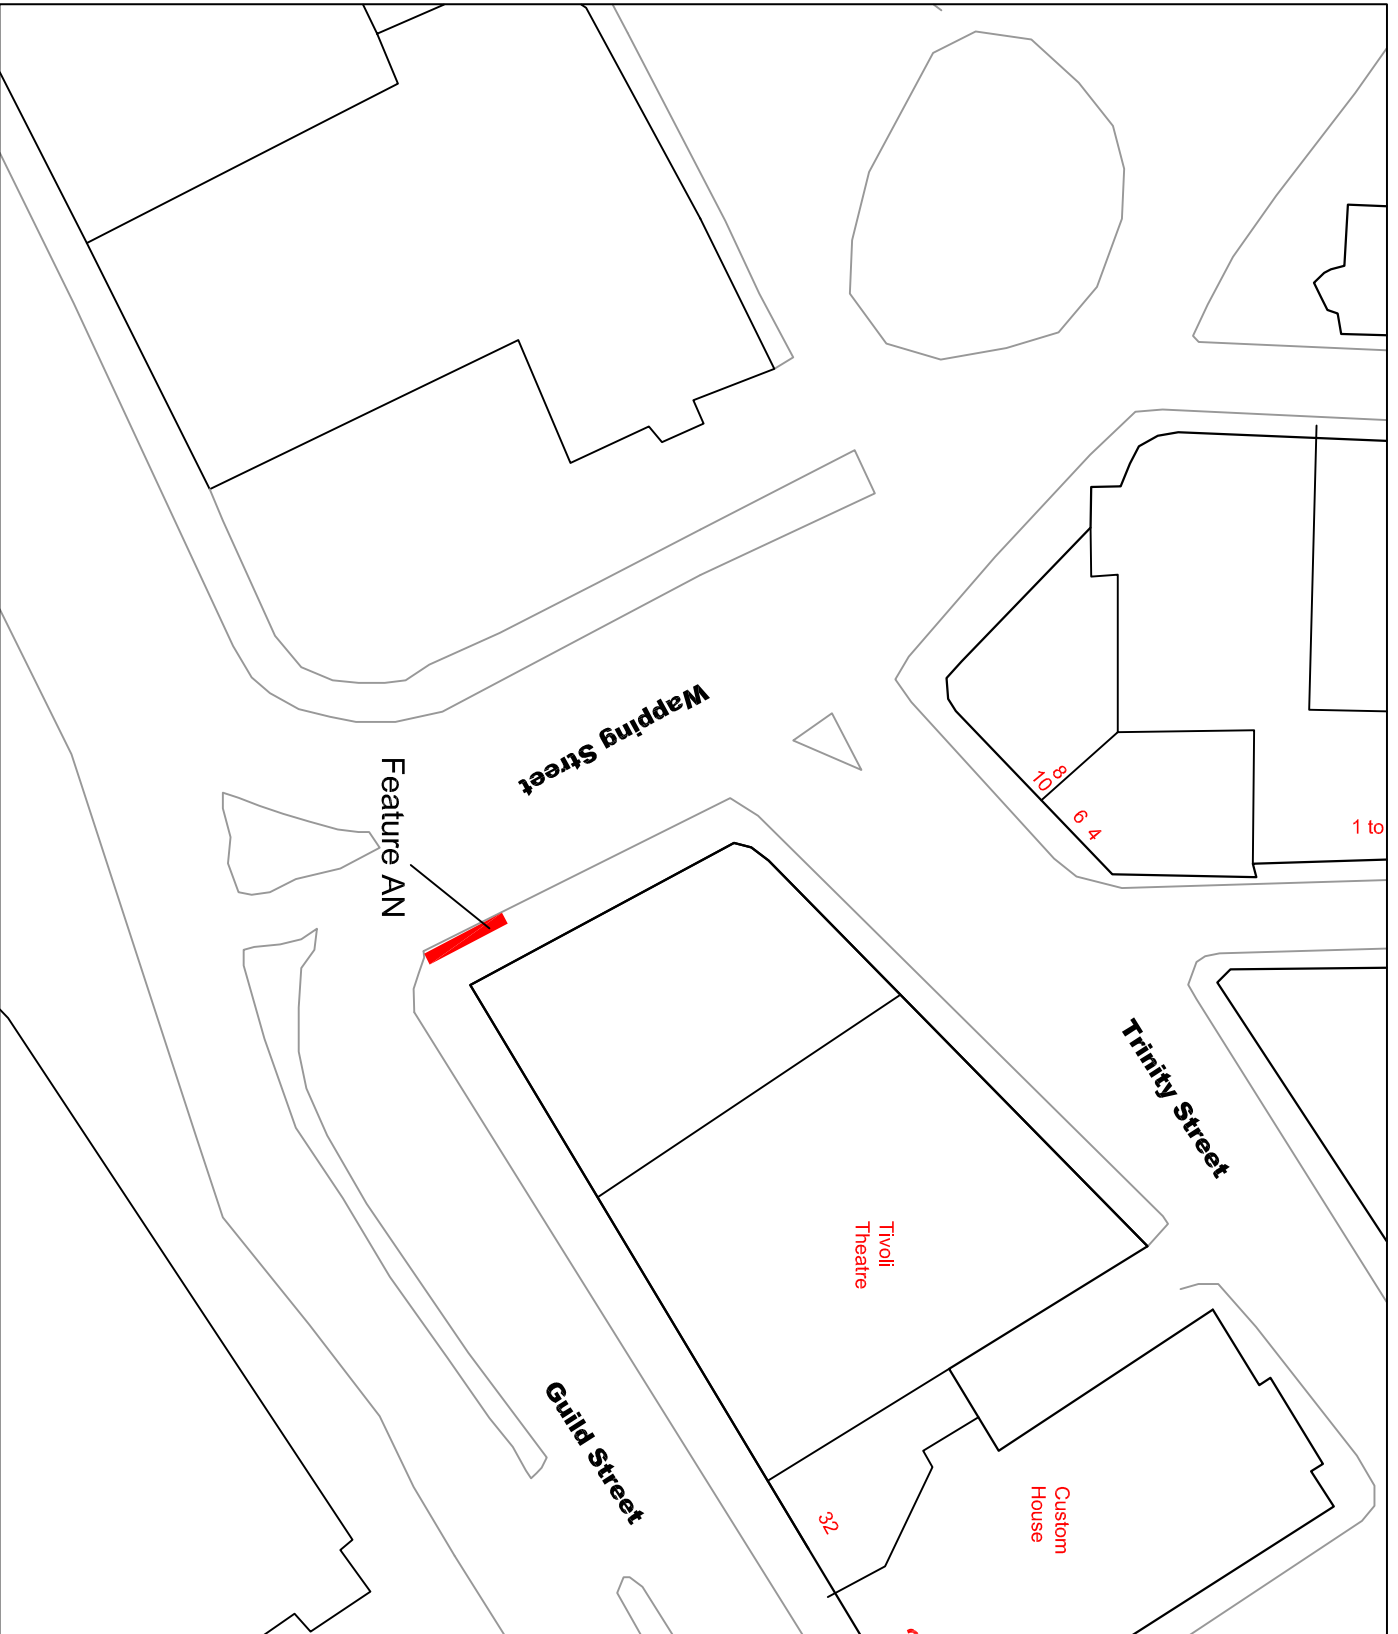 Wapping Street
Feature AN
8
10
6
4
1 to
Trinity Street
Tivoli
Theatre
Guild Street
Custom
House
32